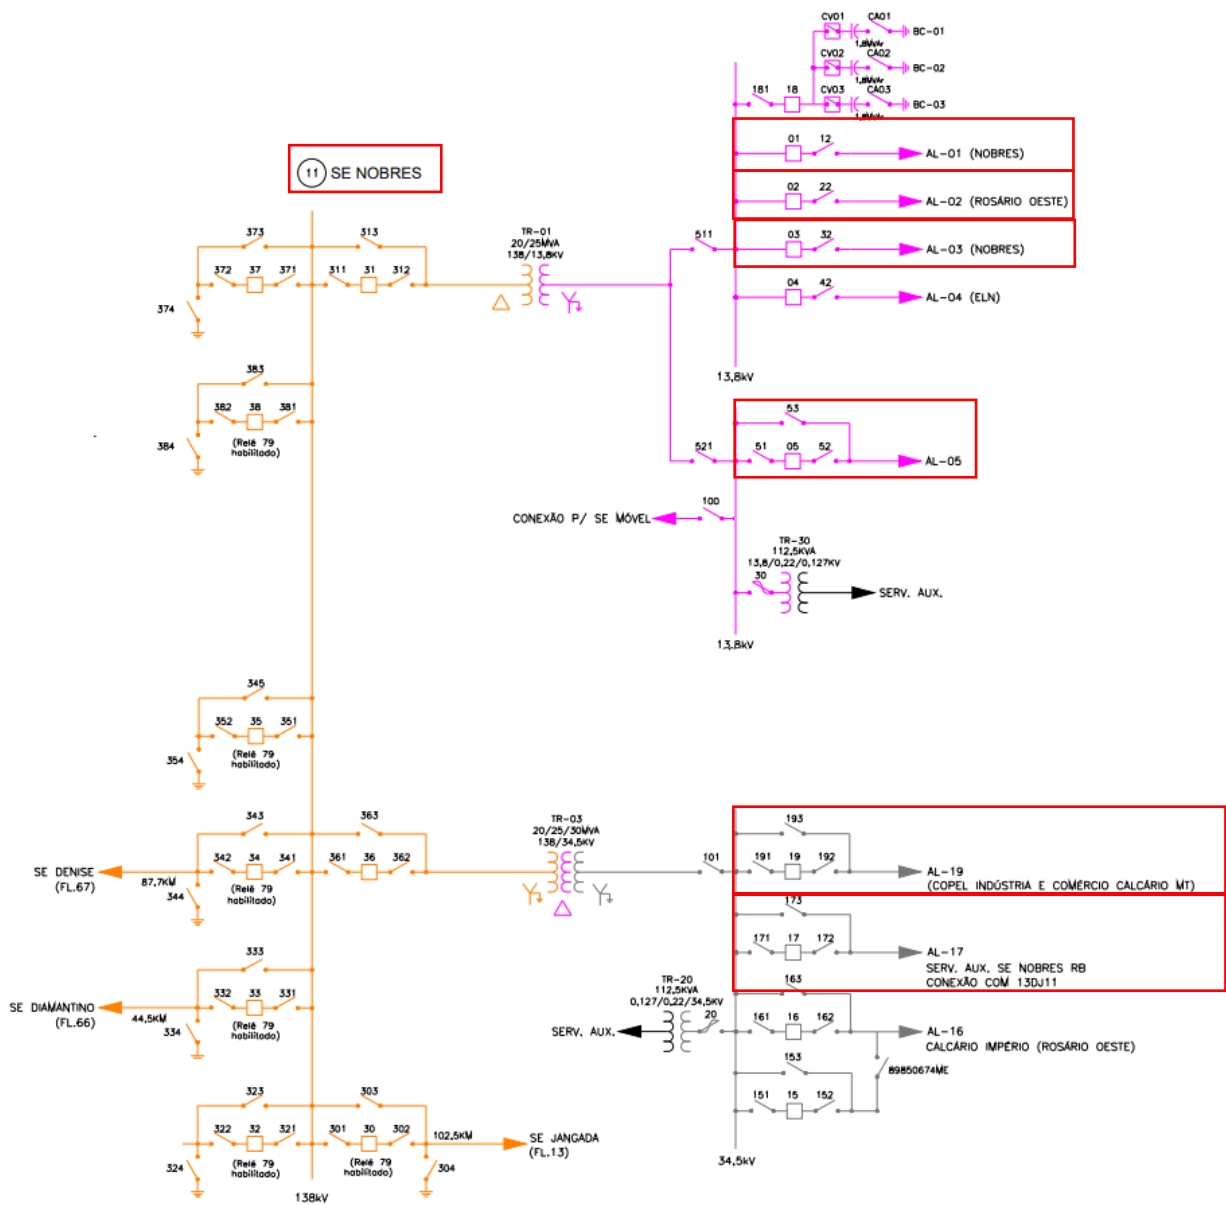 CV01 CA01
BC-01
1,8MVAr
CV02 CA02
BC-02
1,8MVAr
181 18 CV03 CA03
BC-03
1,8MVAr
01 12
AL-01 (NOBRES)
11 SE NOBRES
02 22
AL-02 (ROSÁRIO OESTE)
373 313
TR-01
20/25MVA
138/13,8KV
511
03 32
AL-03 (NOBRES)
372 37 371 311 31 312
374
04 42
AL-04 (ELN)
13,8kV
383
382 38 381
384
(Relé 79
habilitado)
53
521 51 05 52
AL-05
100
CONEXÃO P/ SE MÓVEL
TR-30
112,5KVA
13,8/0,22/0,127KV
30
SERV. AUX.
13,8kV
345
352 35 351
354
(Relé 79
habilitado)
343 363
TR-03
20/25/30MVA
138/34,5KV
193
SE DENISE
(FL.67)
87,7KM
342 34 341 361 36 362
344
(Relé 79
habilitado)
101 191 19 192
AL-19
(COPEL INDÚSTRIA E COMÉRCIO CALCÁRIO MT)
173
171 17 172
AL-17
SERV. AUX. SE NOBRES RB
CONEXÃO COM 13DJ11
333
SE DIAMANTINO
(FL.66)
44,5KM
332 33 331
334
(Relé 79
habilitado)
TR-20
112,5KVA
0,127/0,22/34,5KV
20
SERV. AUX.
163
161 16 162
AL-16
CALCÁRIO IMPÉRIO (ROSÁRIO OESTE)
153
89850674ME
151 15 152
323 303
322 32 321 301 30 302
102,5KM
SE JANGADA
(FL.13)
324
(Relé 79
habilitado)
(Relé 79
habilitado)
304
34,5kV
138kV